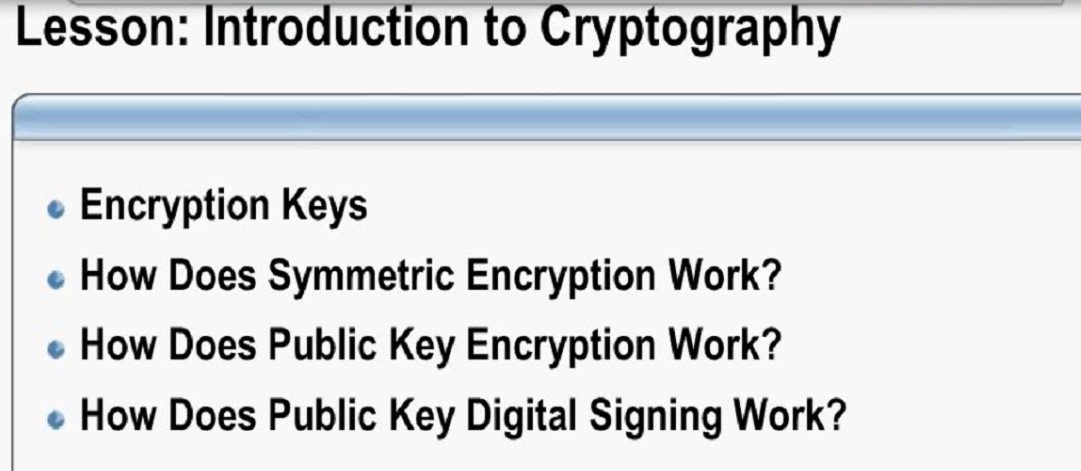 Lesson: Introduction to Cryptography
Encryption Keys
How Does Symmetric Encryption Work?
How Does Public Key Encryption Work?
How Does Public Key Digital Signing Work?